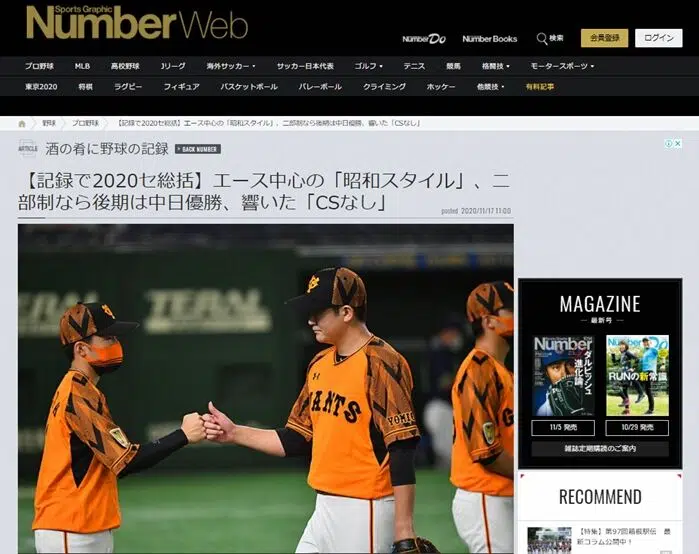 Sports Graphic
NumberWeb
NumberDo
NumberBooks
検索
会員登録
ログイン
プロ野球 MLB 高校野球 Jリーグ 海外サッカー サッカー日本代表 ゴルフ テニス 競馬 格闘技 モータースポーツ
東京2020 将棋 ラグビー フィギュア バスケットボール バレーボール クライミング ホッケー 他競技 有料記事
野球 プロ野球 【記録で2020セ総括】エース中心の「昭和スタイル」、二部制なら後期は中日優勝、響いた「CSなし」
ARTICLE
酒の肴に野球の記録
BACK NUMBER
【記録で2020セ総括】エース中心の「昭和スタイル」、二
部制なら後期は中日優勝、響いた「CSなし」
posted 2020/11/17 11:00
TERAL
GIANTS
YOMIO
MAGAZINE
最新号
Number
ダルビッシュ
進化論
Number Do
RUNの新常識
11/5 発売
10/29 発売
雑誌定期購読のご案内
RECOMMEND
【特集】第97回箱根駅伝 最
新コラム公開中！